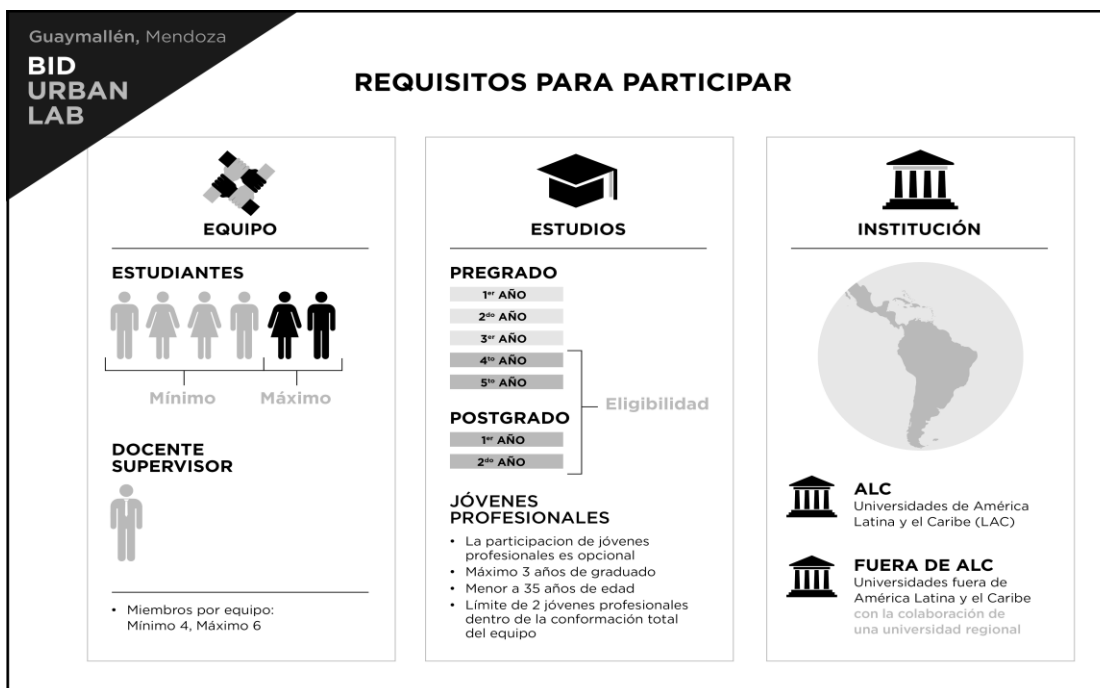 Guaymallén, Mendoza
BID
URBAN
LAB
REQUISITOS PARA PARTICIPAR
EQUIPO
ESTUDIANTES
Mínimo Máximo
DOCENTE
SUPERVISOR
• Miembros por equipo:
Mínimo 4, Máximo 6
ESTUDIOS
PREGRADO
1er AÑO
2do AÑO
3er AÑO
4to AÑO
5to AÑO
Eligibilidad
POSTGRADO
1er AÑO
2do AÑO
JÓVENES
PROFESIONALES
• La participacion de jóvenes
profesionales es opcional
• Máximo 3 años de graduado
• Menor a 35 años de edad
• Límite de 2 jóvenes profesionales
dentro de la conformación total
del equipo
INSTITUCIÓN
ALC
Universidades de América
Latina y el Caribe (LAC)
FUERA DE ALC
Universidades fuera de
América Latina y el Caribe
con la colaboración de
una universidad regional